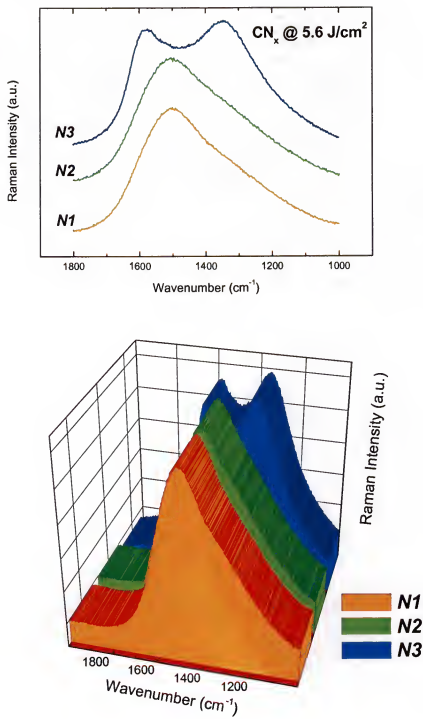 CNx @ 5.6 J/cm²
Raman Intensity (a.u.)
N3
N2
N1
1800 1600 1400 1200 1000
Wavenumber (cm⁻¹)
Raman Intensity (a.u.)
N1
N2
N3
1800 1600 1400 1200
Wavenumber (cm⁻¹)